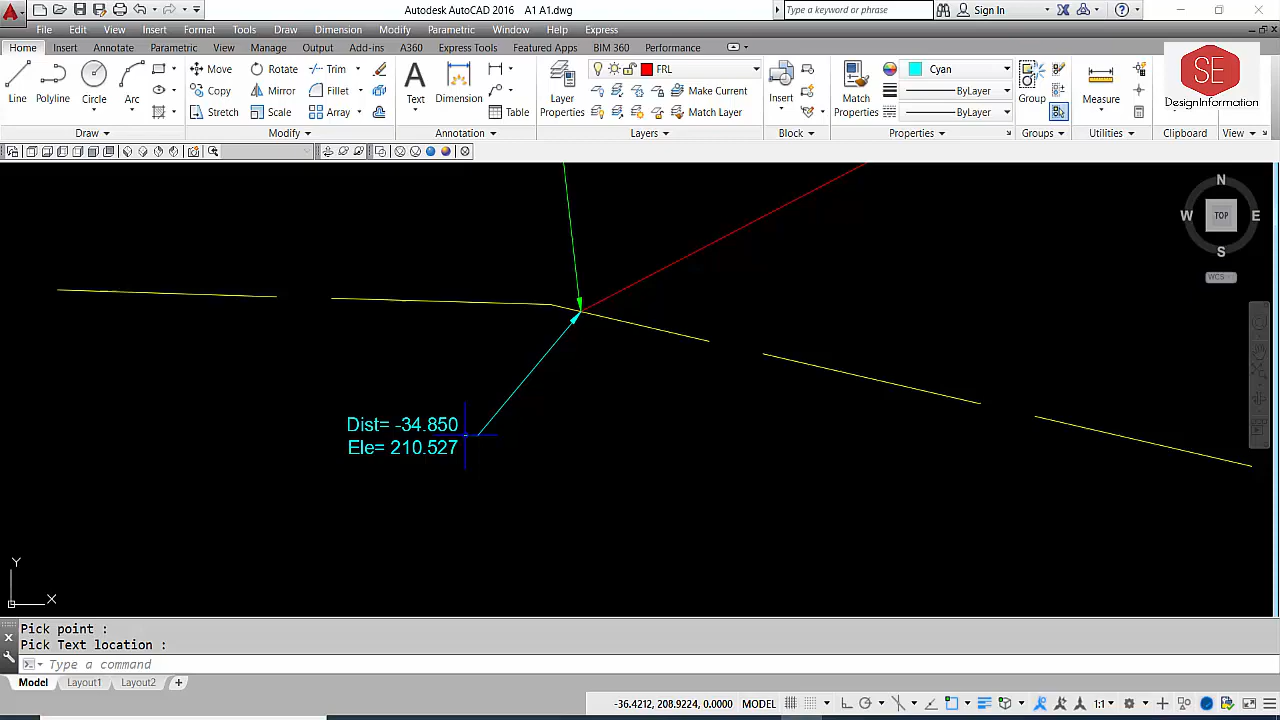 Autodesk AutoCAD 2016 A1 A1.dwg
Type a keyword or phrase
Sign In
File Edit View Insert Format Tools Draw Dimension Modify Parametric Window Help Express
Home Insert Annotate Parametric View Manage Output Add-ins A360 Express Tools Featured Apps BIM 360 Performance
Line
Polyline
Circle
Arc
Draw
Move
Rotate
Trim
Copy
Mirror
Fillet
Stretch
Scale
Array
Modify
Text
Dimension
Table
Annotation
Layer
Properties
FRL
Make Current
Match Layer
Layers
Insert
Block
Match
Properties
Cyan
ByLayer
ByLayer
Properties
Group
Groups
Measure
Utilities
Clipboard
View
SE
DesignInformation
N
W
TOP
E
S
WCS
Dist= -34.850
Ele= 210.527
Y
X
Pick point :
Pick Text location :
Type a command
Model Layout1 Layout2 +
-36.4212, 208.9224, 0.0000 MODEL
1:1